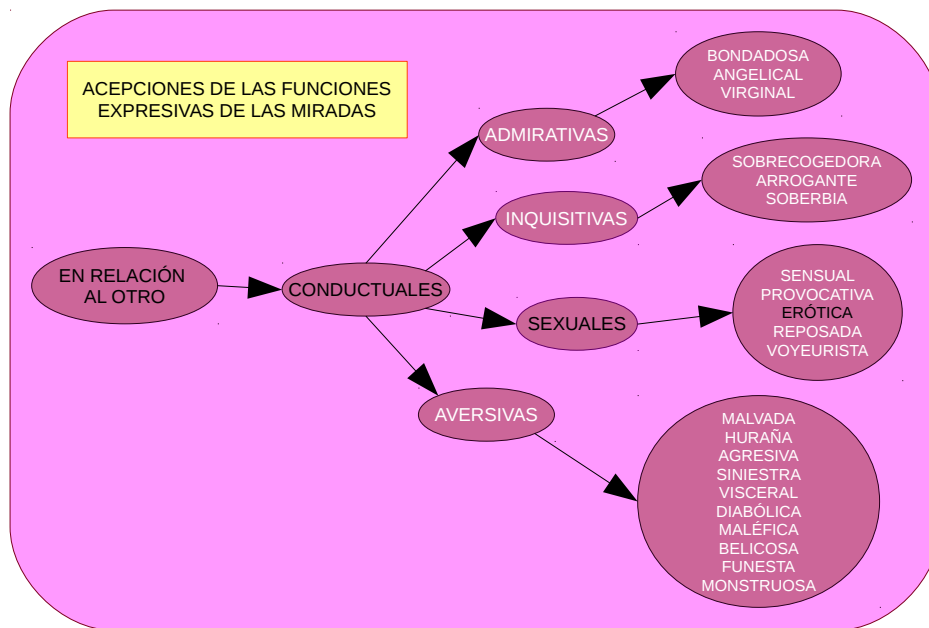 ACEPCIONES DE LAS FUNCIONES
EXPRESIVAS DE LAS MIRADAS
EN RELACIÓN
AL OTRO
CONDUCTUALES
ADMIRATIVAS
BONDADOSA
ANGELICAL
VIRGINAL
INQUISITIVAS
SOBRECOGEDORA
ARROGANTE
SOBERBIA
SEXUALES
SENSUAL
PROVOCATIVA
ERÓTICA
REPOSADA
VOYEURISTA
AVERSIVAS
MALVADA
HURAÑA
AGRESIVA
SINIESTRA
VISCERAL
DIABÓLICA
MALÉFICA
BELICOSA
FUNESTA
MONSTRUOSA